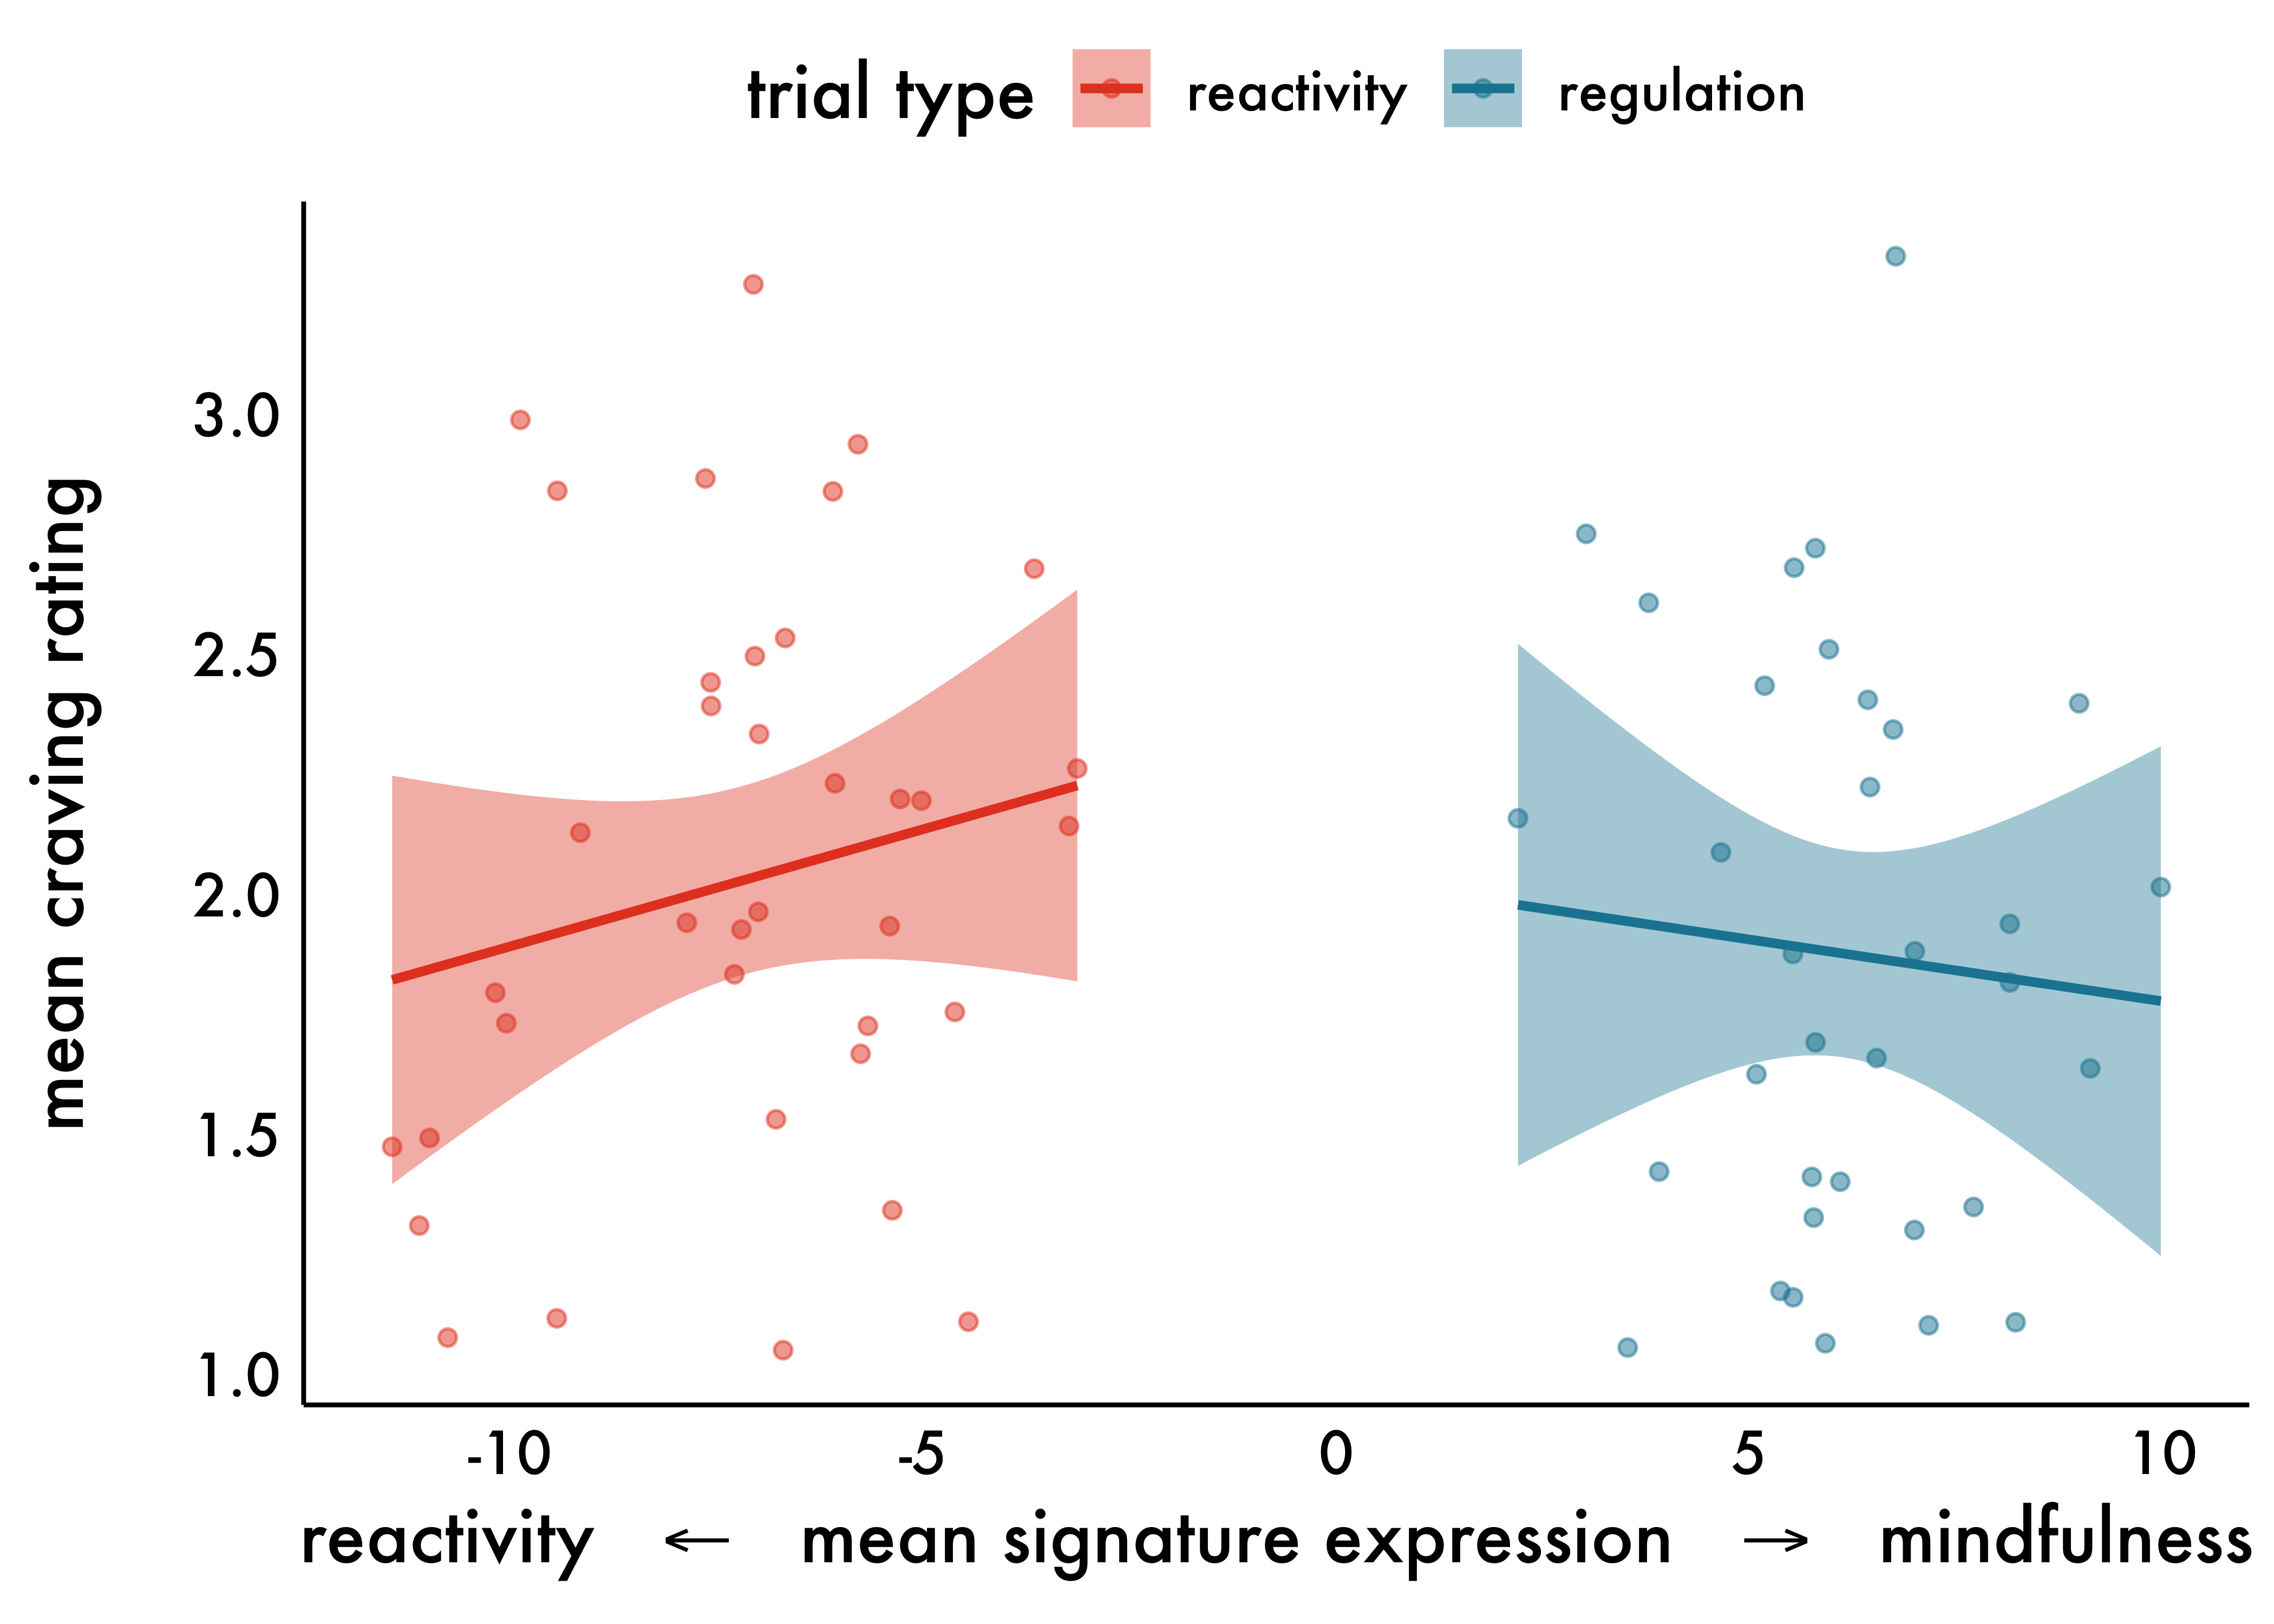 trial type reactivity regulation
mean craving rating
3.0
2.5
2.0
1.5
1.0
-10 -5 0 5 10
reactivity ← mean signature expression → mindfulness